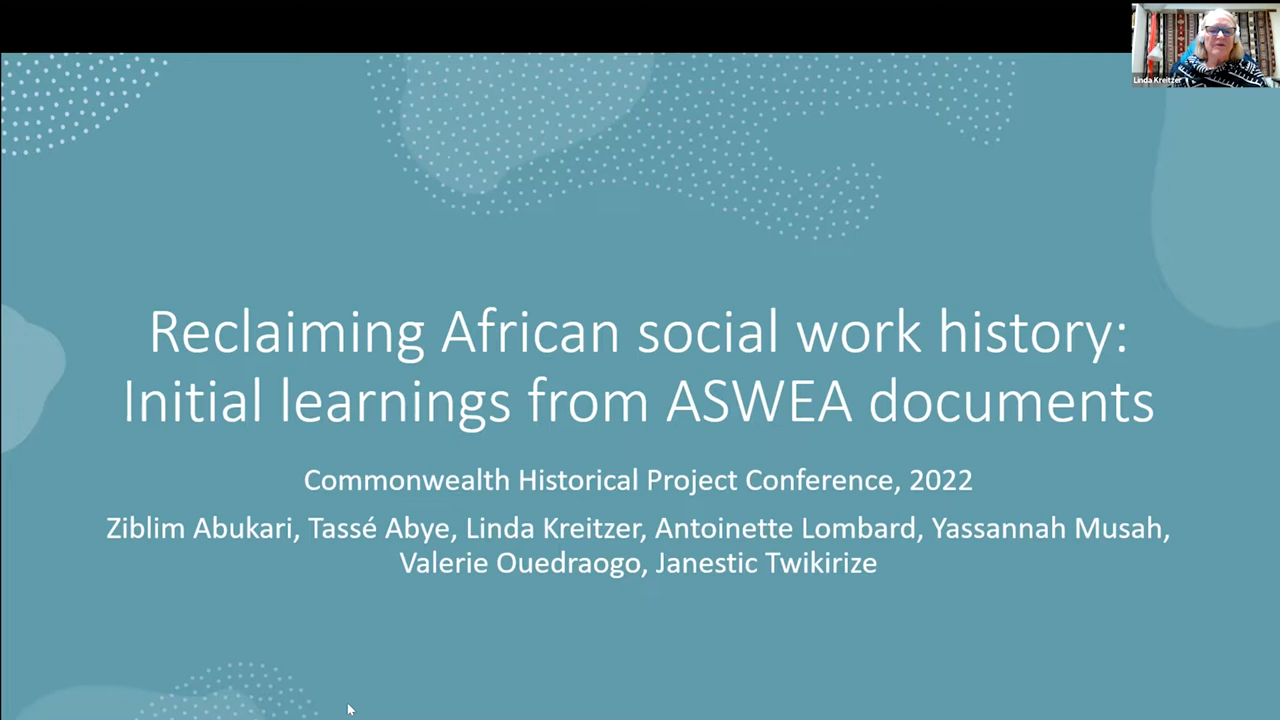 Linda Kreitzer
Reclaiming African social work history:
Initial learnings from ASWEA documents
Commonwealth Historical Project Conference, 2022
Ziblim Abukari, Tassé Abye, Linda Kreitzer, Antoinette Lombard, Yassannah Musah,
Valerie Ouedraogo, Janestic Twikirize